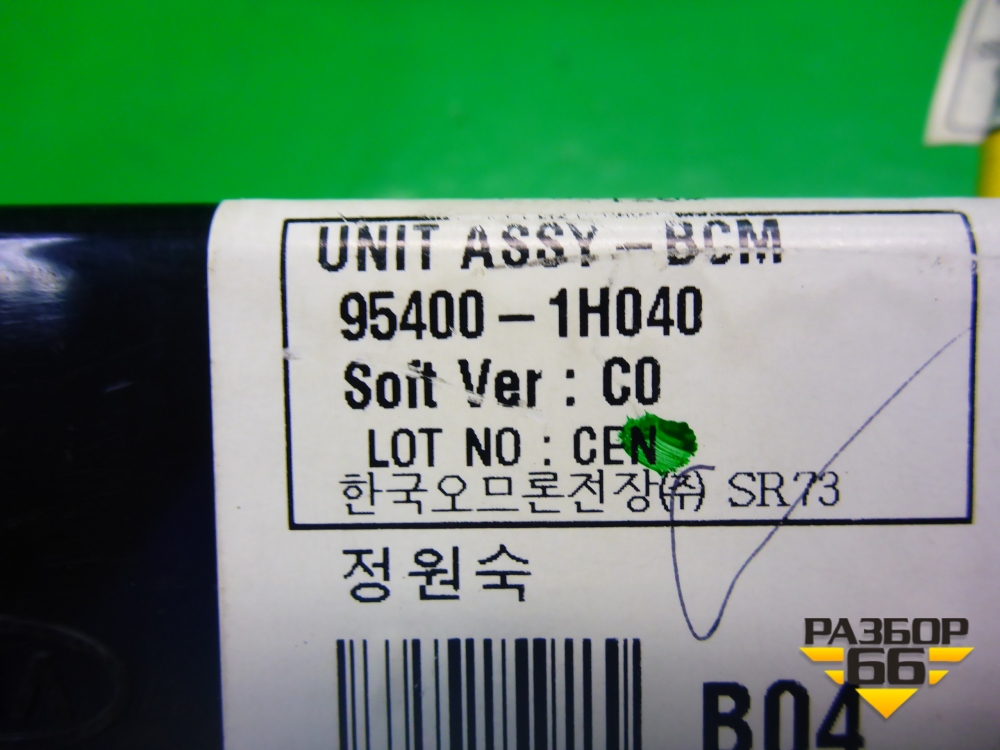 UNIT ASSY - BCM
95400 - 1H040
Soft Ver : C0
LOT NO : CEN
한국오므론전장㈜ SR73
정원숙
B04
РАЗБОР
66